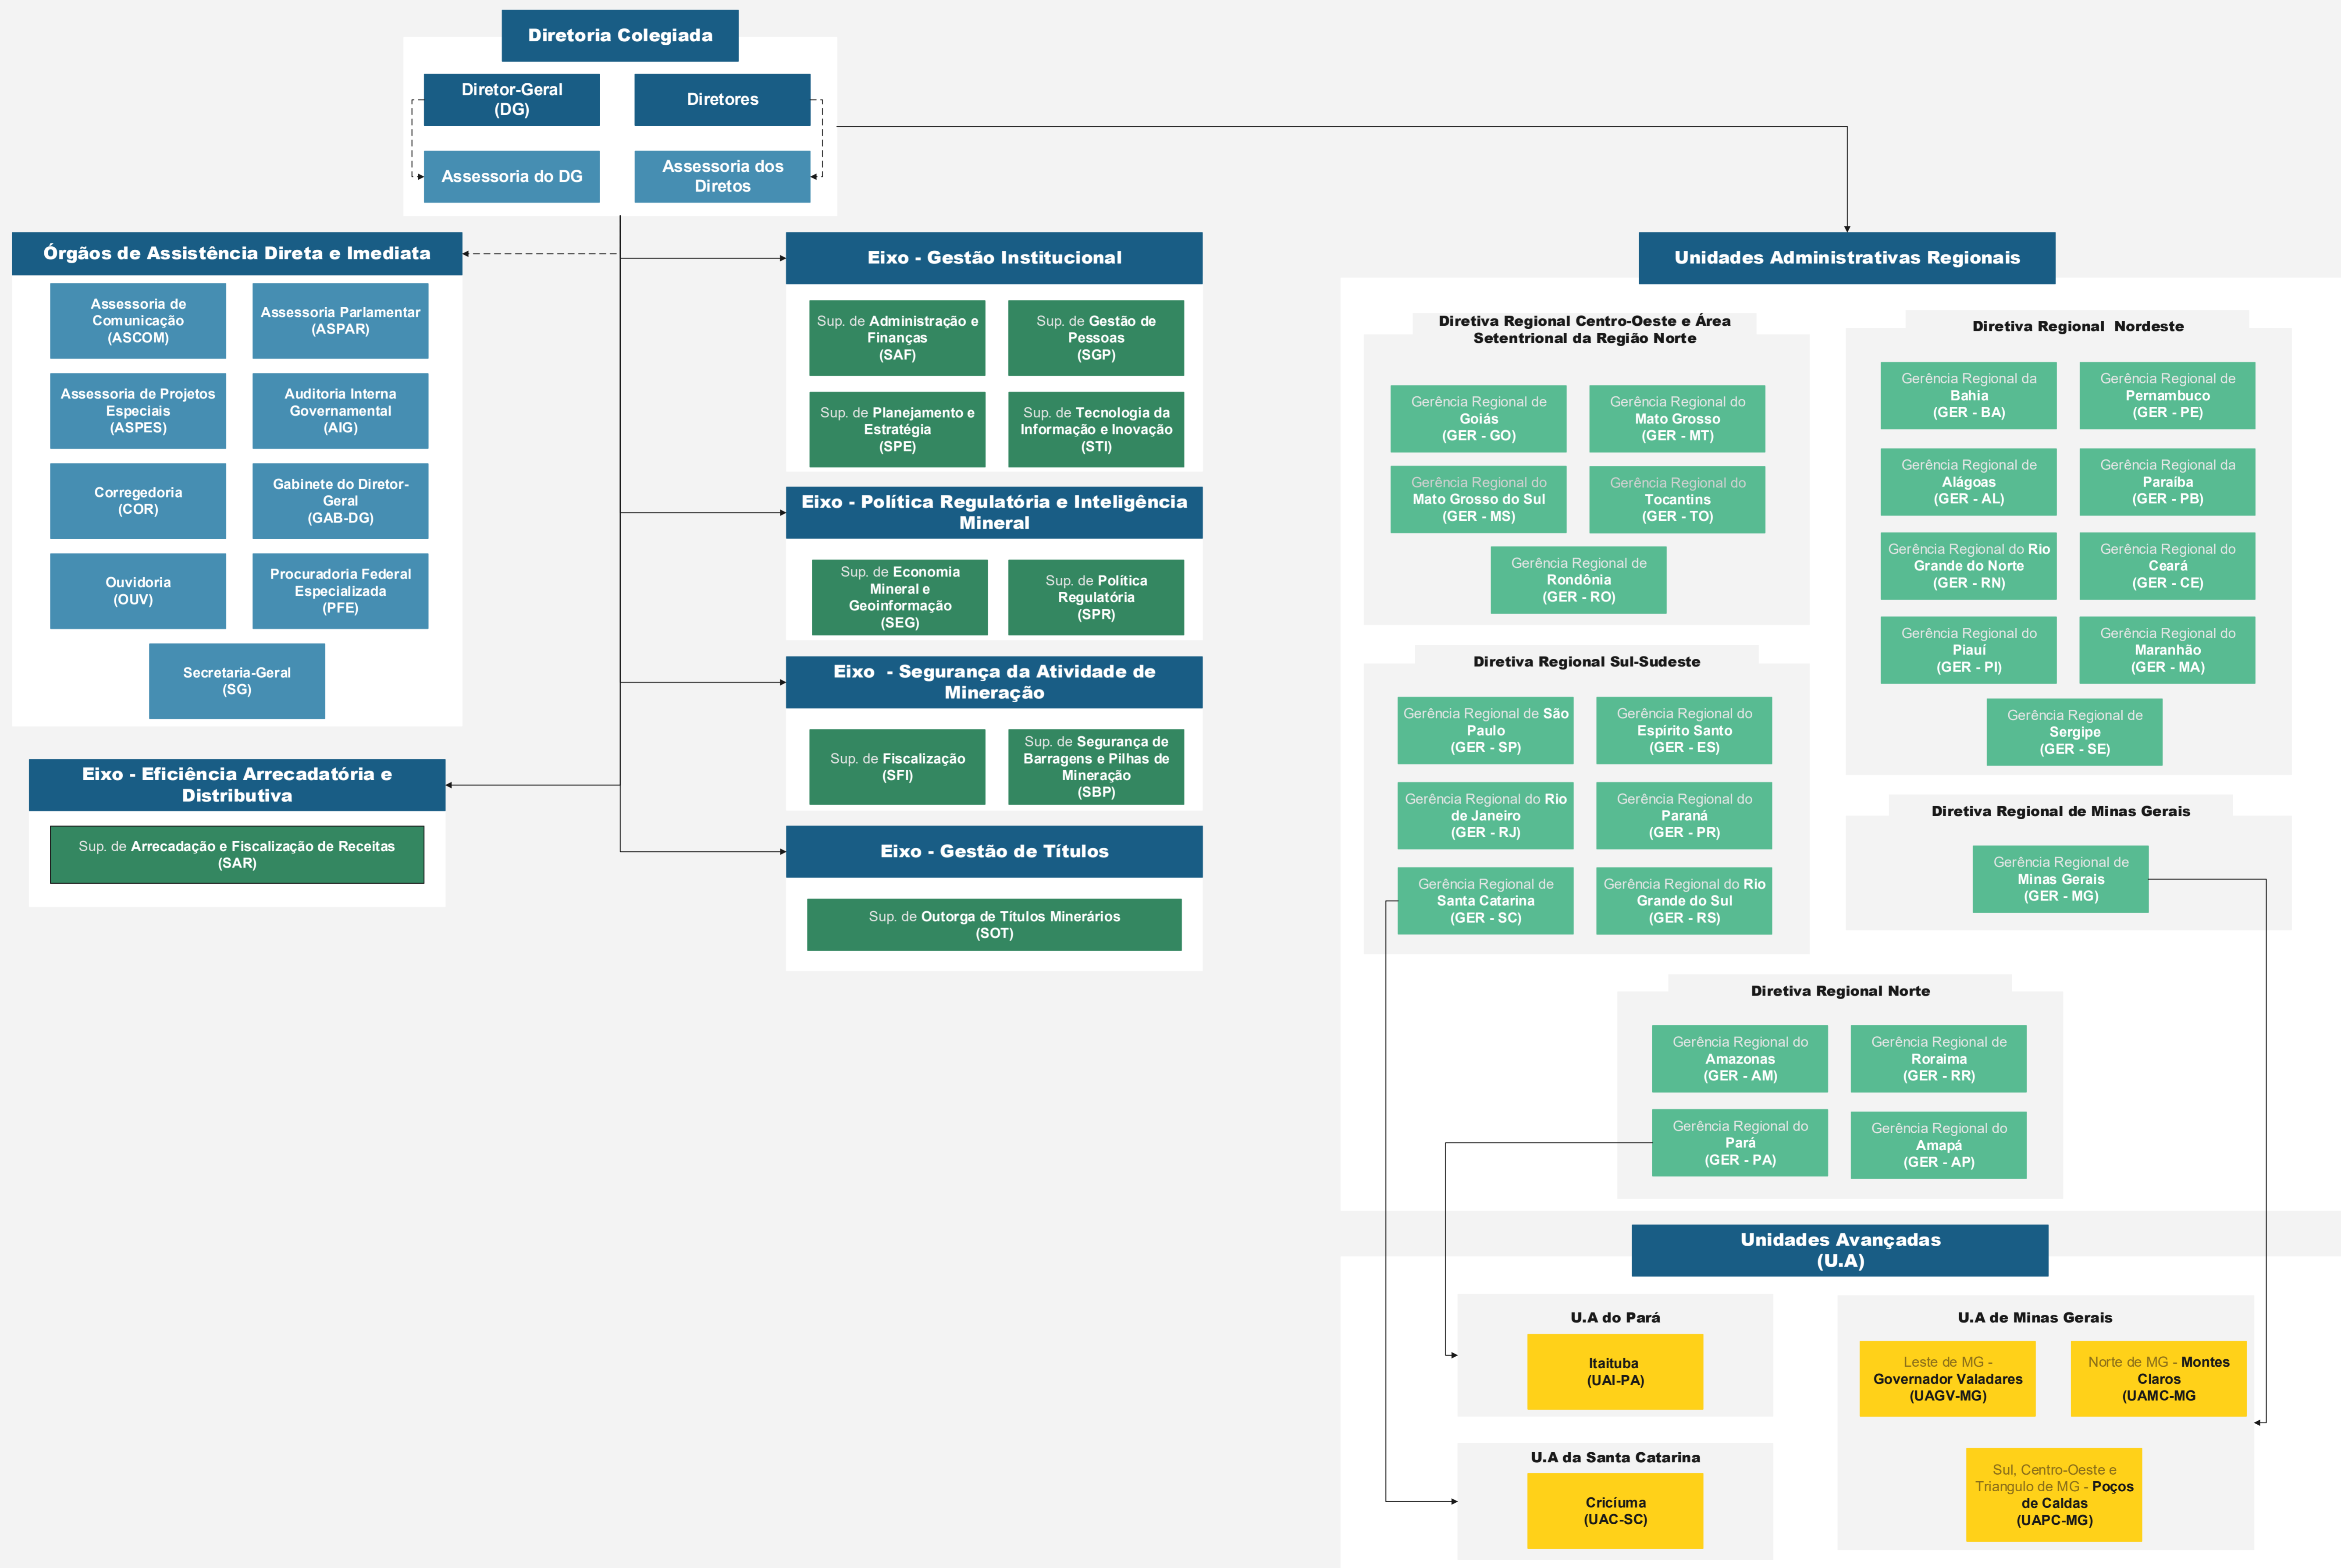 Diretoria Colegiada
Diretor-Geral
(DG)
Diretores
Assessoria do DG
Assessoria dos
Diretos
Órgãos de Assistência Direta e Imediata
Assessoria de
Comunicação
(ASCOM)
Assessoria Parlamentar
(ASPAR)
Assessoria de Projetos
Especiais
(ASPES)
Auditoria Interna
Governamental
(AIG)
Corregedoria
(COR)
Gabinete do Diretor-
Geral
(GAB-DG)
Ouvidoria
(OUV)
Procuradoria Federal
Especializada
(PFE)
Secretaria-Geral
(SG)
Eixo - Eficiência Arrecadatória e
Distributiva
Sup. de Arrecadação e Fiscalização de Receitas
(SAR)
Eixo - Gestão Institucional
Sup. de Administração e
Finanças
(SAF)
Sup. de Gestão de
Pessoas
(SGP)
Sup. de Planejamento e
Estratégia
(SPE)
Sup. de Tecnologia da
Informação e Inovação
(STI)
Eixo - Política Regulatória e Inteligência
Mineral
Sup. de Economia
Mineral e
Geoinformação
(SEG)
Sup. de Política
Regulatória
(SPR)
Eixo  - Segurança da Atividade de
Mineração
Sup. de Fiscalização
(SFI)
Sup. de Segurança de
Barragens e Pilhas de
Mineração
(SBP)
Eixo - Gestão de Títulos
Sup. de Outorga de Títulos Minerários
(SOT)
Unidades Administrativas Regionais
Diretiva Regional Centro-Oeste e Área
Setentrional da Região Norte
Gerência Regional de
Goiás
(GER - GO)
Gerência Regional do
Mato Grosso
(GER - MT)
Gerência Regional do
Mato Grosso do Sul
(GER - MS)
Gerência Regional do
Tocantins
(GER - TO)
Gerência Regional de
Rondônia
(GER - RO)
Diretiva Regional  Nordeste
Gerência Regional da
Bahia
(GER - BA)
Gerência Regional de
Pernambuco
(GER - PE)
Gerência Regional de
Alágoas
(GER - AL)
Gerência Regional da
Paraíba
(GER - PB)
Gerência Regional do Rio
Grande do Norte
(GER - RN)
Gerência Regional do
Ceará
(GER - CE)
Gerência Regional do
Piauí
(GER - PI)
Gerência Regional do
Maranhão
(GER - MA)
Gerência Regional de
Sergipe
(GER - SE)
Diretiva Regional Sul-Sudeste
Gerência Regional de São
Paulo
(GER - SP)
Gerência Regional do
Espírito Santo
(GER - ES)
Gerência Regional do Rio
de Janeiro
(GER - RJ)
Gerência Regional do
Paraná
(GER - PR)
Gerência Regional de
Santa Catarina
(GER - SC)
Gerência Regional do Rio
Grande do Sul
(GER - RS)
Diretiva Regional de Minas Gerais
Gerência Regional de
Minas Gerais
(GER - MG)
Diretiva Regional Norte
Gerência Regional do
Amazonas
(GER - AM)
Gerência Regional de
Roraima
(GER - RR)
Gerência Regional do
Pará
(GER - PA)
Gerência Regional do
Amapá
(GER - AP)
Unidades Avançadas
(U.A)
U.A do Pará
Itaituba
(UAI-PA)
U.A da Santa Catarina
Cricíuma
(UAC-SC)
U.A de Minas Gerais
Leste de MG -
Governador Valadares
(UAGV-MG)
Norte de MG - Montes
Claros
(UAMC-MG
Sul, Centro-Oeste e
Triangulo de MG - Poços
de Caldas
(UAPC-MG)